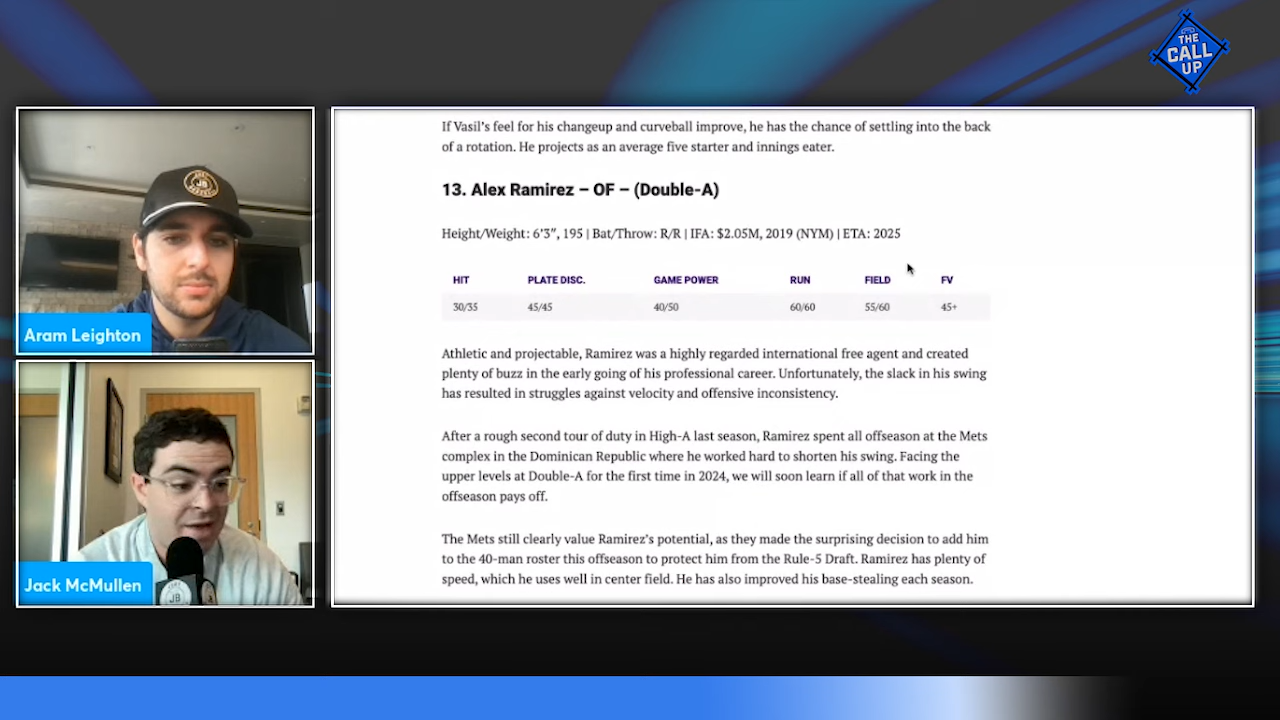 THE
CALL
UP
Aram Leighton
Jack McMullen
JB
If Vasil's feel for his changeup and curveball improve, he has the chance of settling into the back
of a rotation. He projects as an average five starter and innings eater.
13. Alex Ramirez – OF – (Double-A)
Height/Weight: 6'3", 195 | Bat/Throw: R/R | IFA: $2.05M, 2019 (NYM) | ETA: 2025
HIT PLATE DISC. GAME POWER RUN FIELD FV
30/35 45/45 40/50 60/60 55/60 45+
Athletic and projectable, Ramirez was a highly regarded international free agent and created
plenty of buzz in the early going of his professional career. Unfortunately, the slack in his swing
has resulted in struggles against velocity and offensive inconsistency.
After a rough second tour of duty in High-A last season, Ramirez spent all offseason at the Mets
complex in the Dominican Republic where he worked hard to shorten his swing. Facing the
upper levels at Double-A for the first time in 2024, we will soon learn if all of that work in the
offseason pays off.
The Mets still clearly value Ramirez's potential, as they made the surprising decision to add him
to the 40-man roster this offseason to protect him from the Rule-5 Draft. Ramirez has plenty of
speed, which he uses well in center field. He has also improved his base-stealing each season.